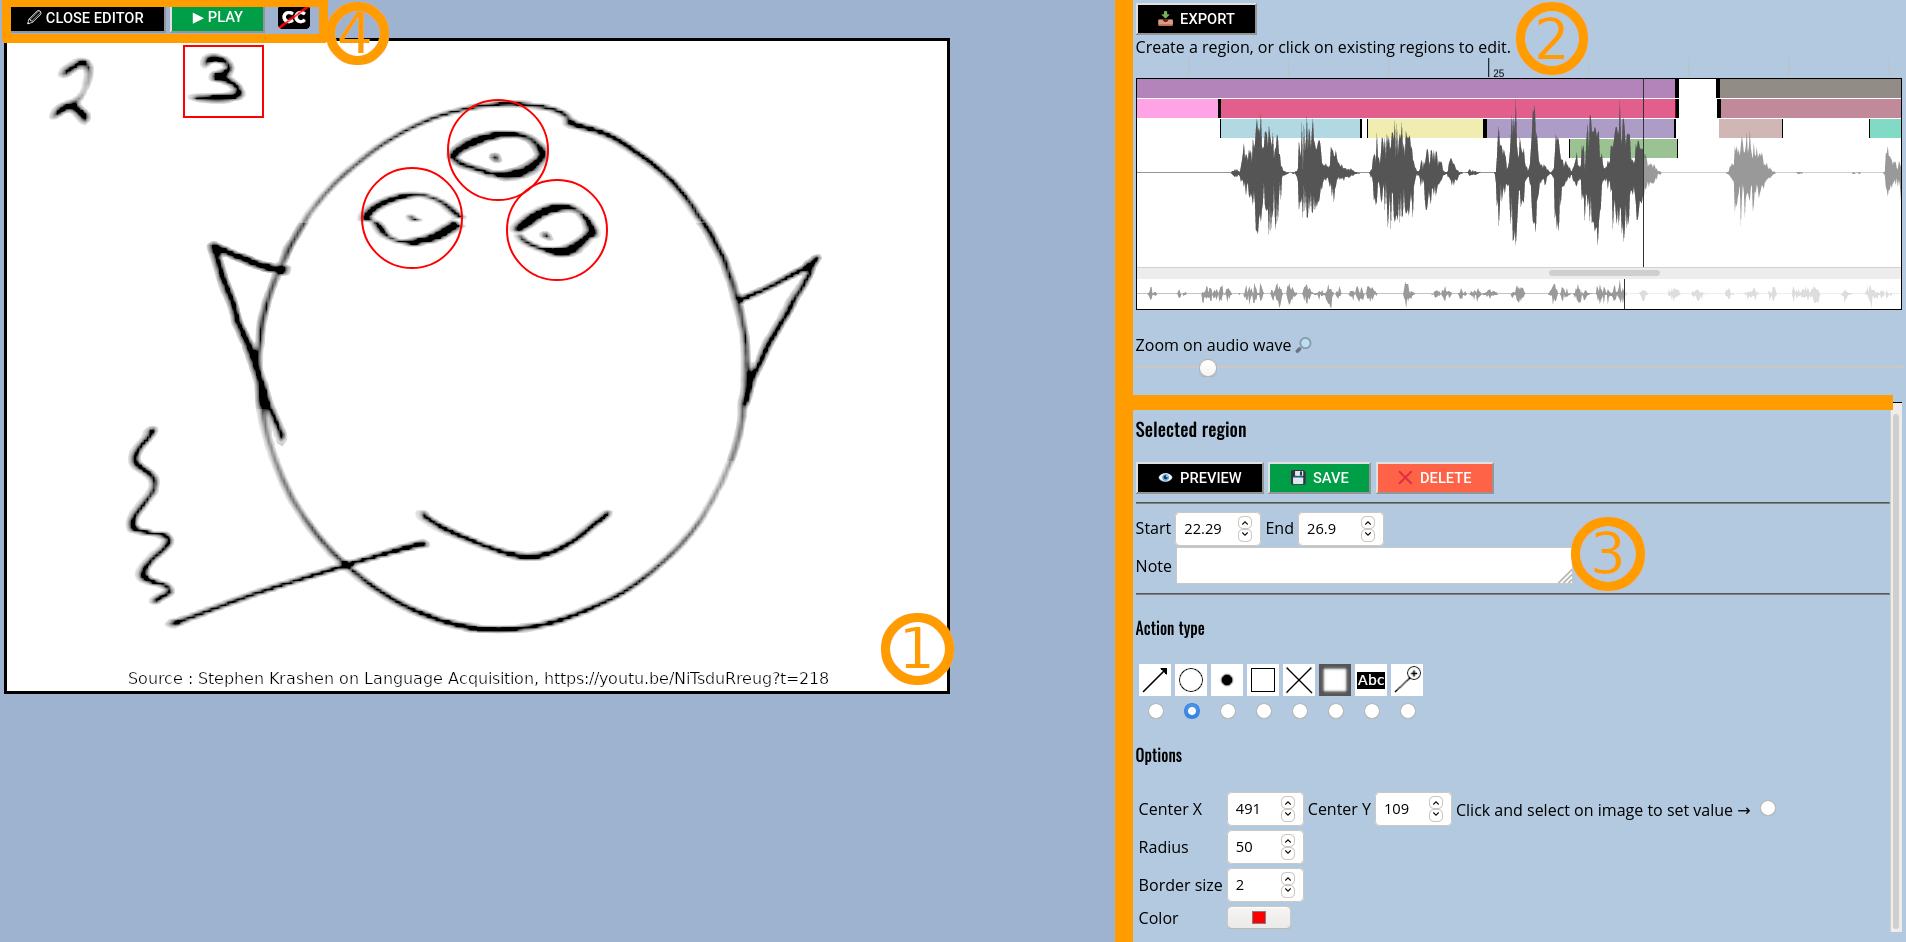 CLOSE EDITOR
PLAY
CC
4
2
3
Source : Stephen Krashen on Language Acquisition, https://youtu.be/NiTsduRreug?t=218
1
EXPORT
Create a region, or click on existing regions to edit.
2
25
Zoom on audio wave
Selected region
PREVIEW
SAVE
DELETE
Start 22.29 End 26.9
Note
3
Action type
Abc
Options
Center X 491 Center Y 109 Click and select on image to set value →
Radius 50
Border size 2
Color